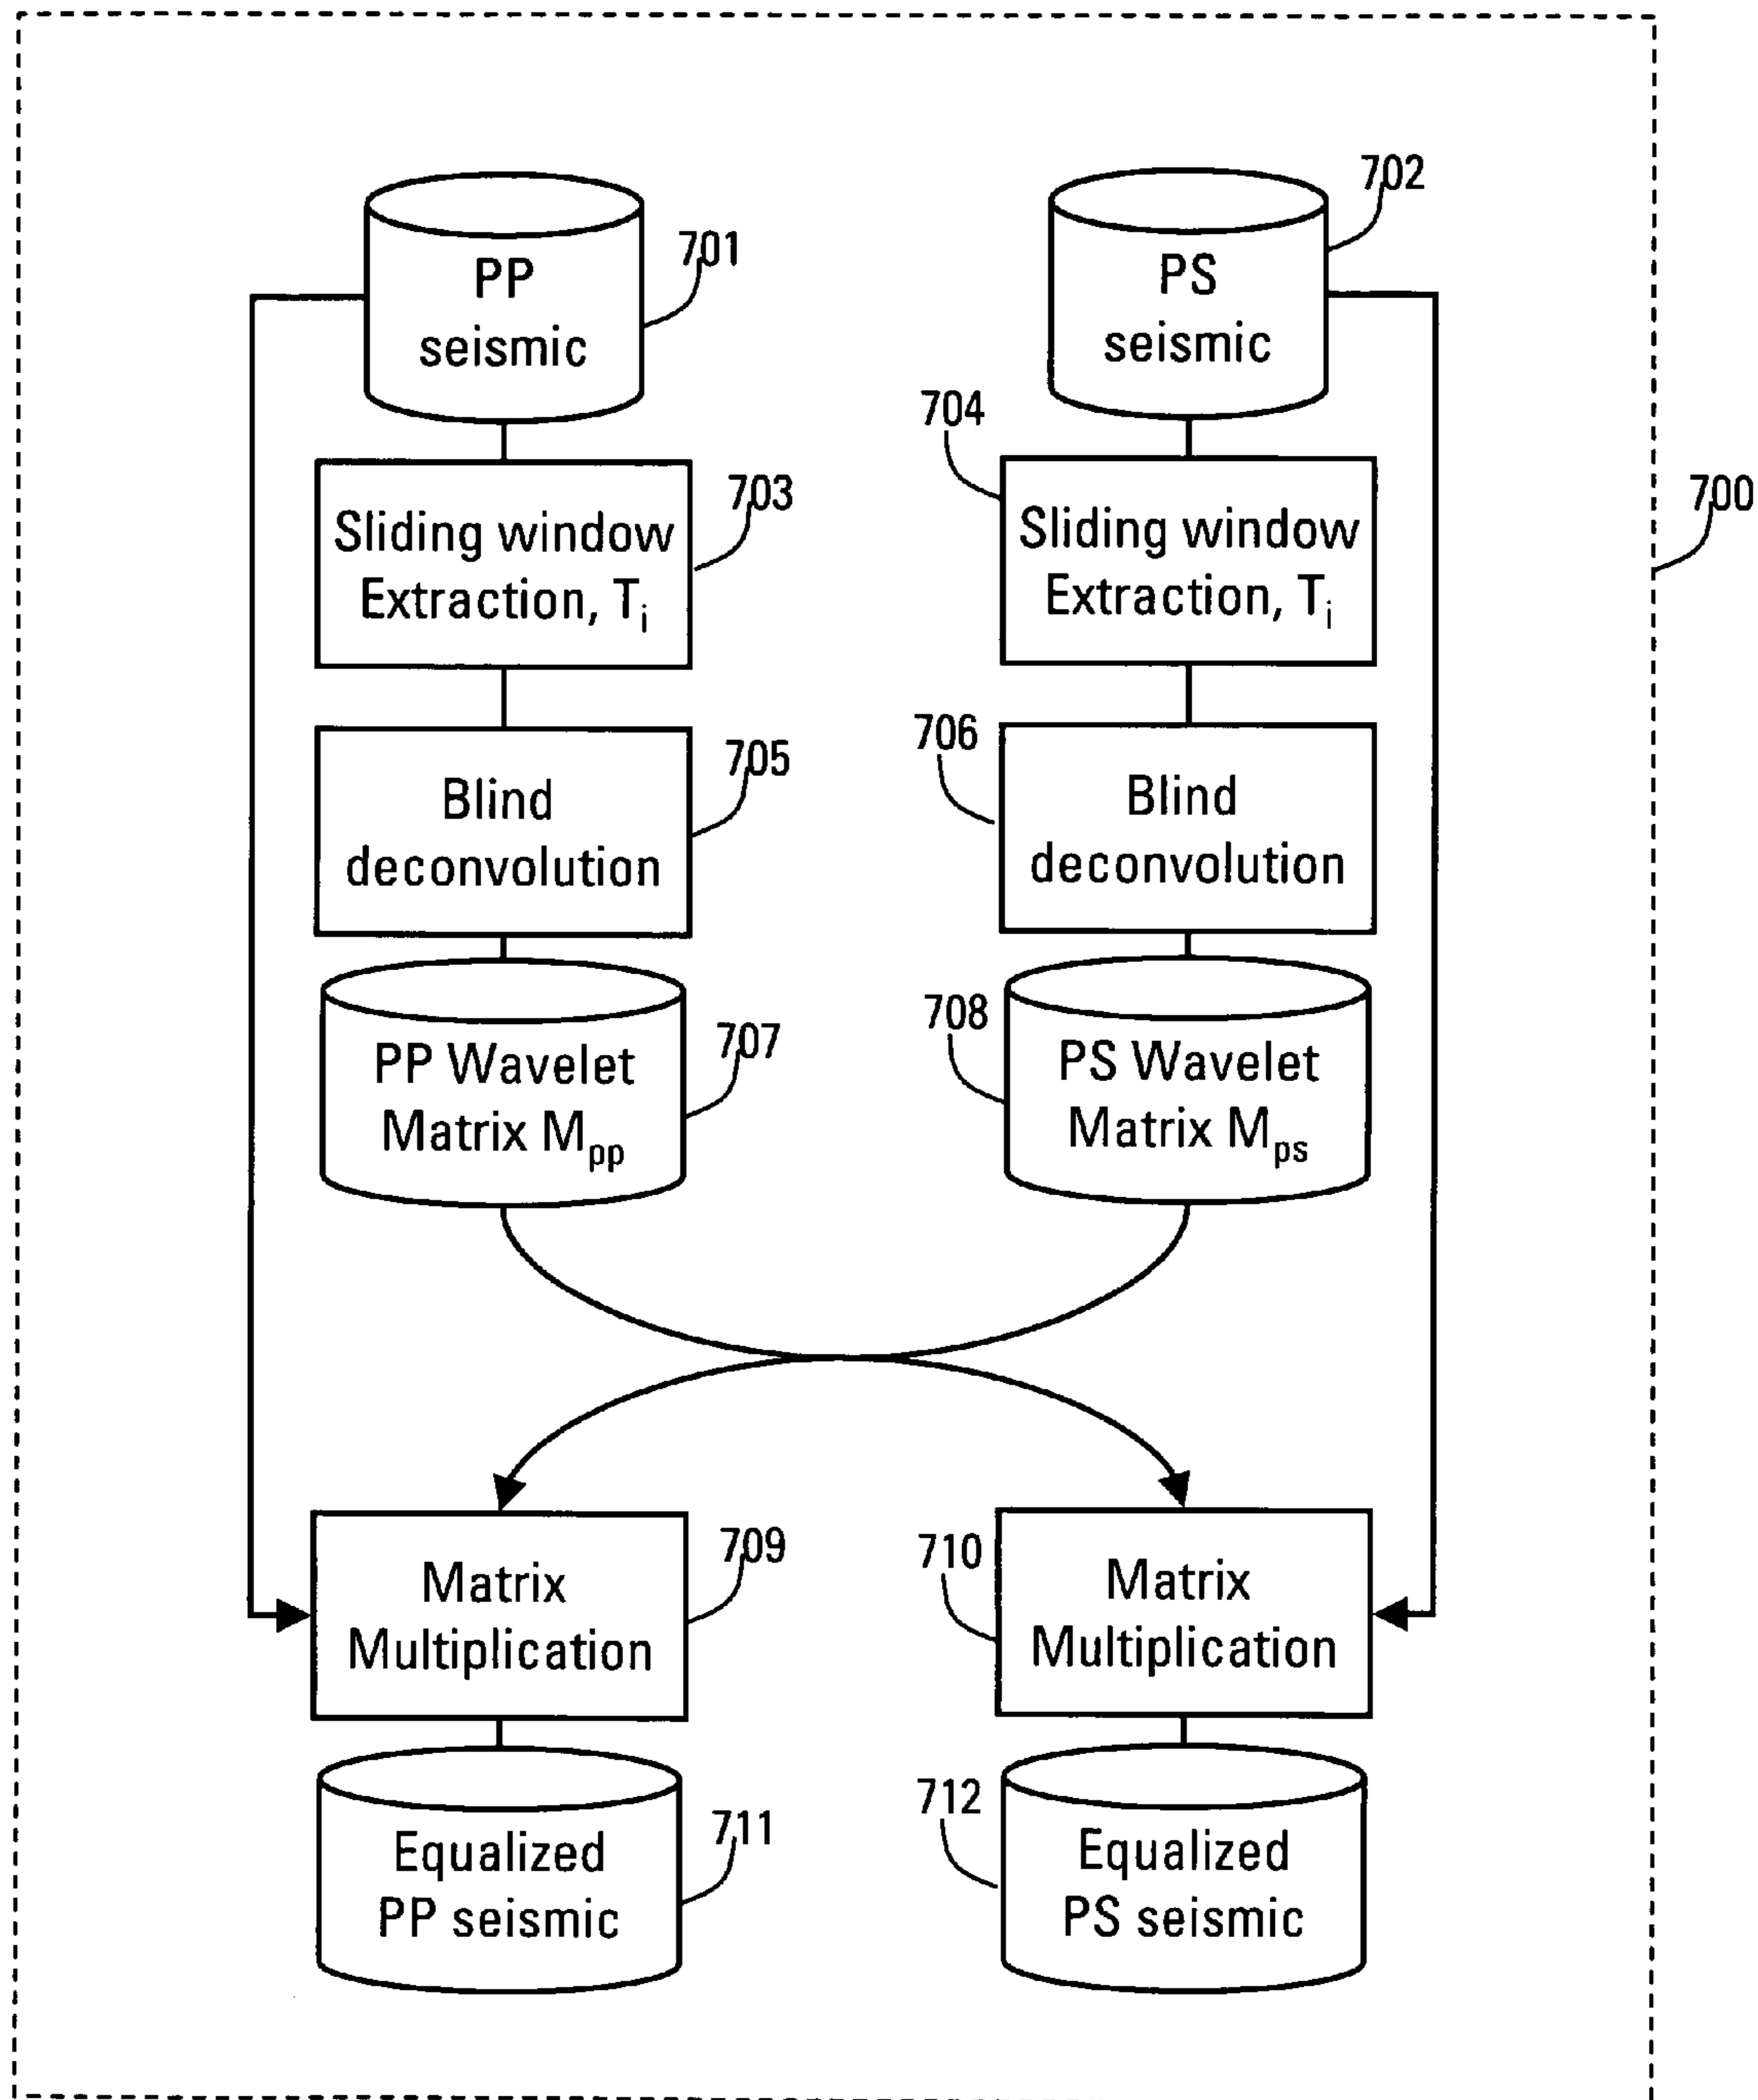 PP
seismic
701
PS
seismic
702
Sliding window
Extraction, Ti
703
704
Sliding window
Extraction, Ti
700
Blind
deconvolution
705
706
Blind
deconvolution
PP Wavelet
Matrix Mpp
707
708
PS Wavelet
Matrix Mps
Matrix
Multiplication
709
710
Matrix
Multiplication
Equalized
PP seismic
711
712
Equalized
PS seismic